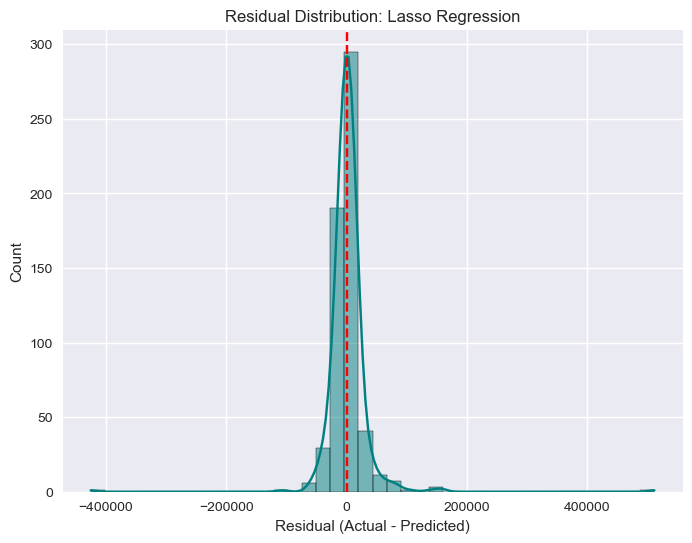 Residual Distribution: Lasso Regression
300
250
200
150
100
50
0
Count
−400000 −200000 0 200000 400000
Residual (Actual - Predicted)